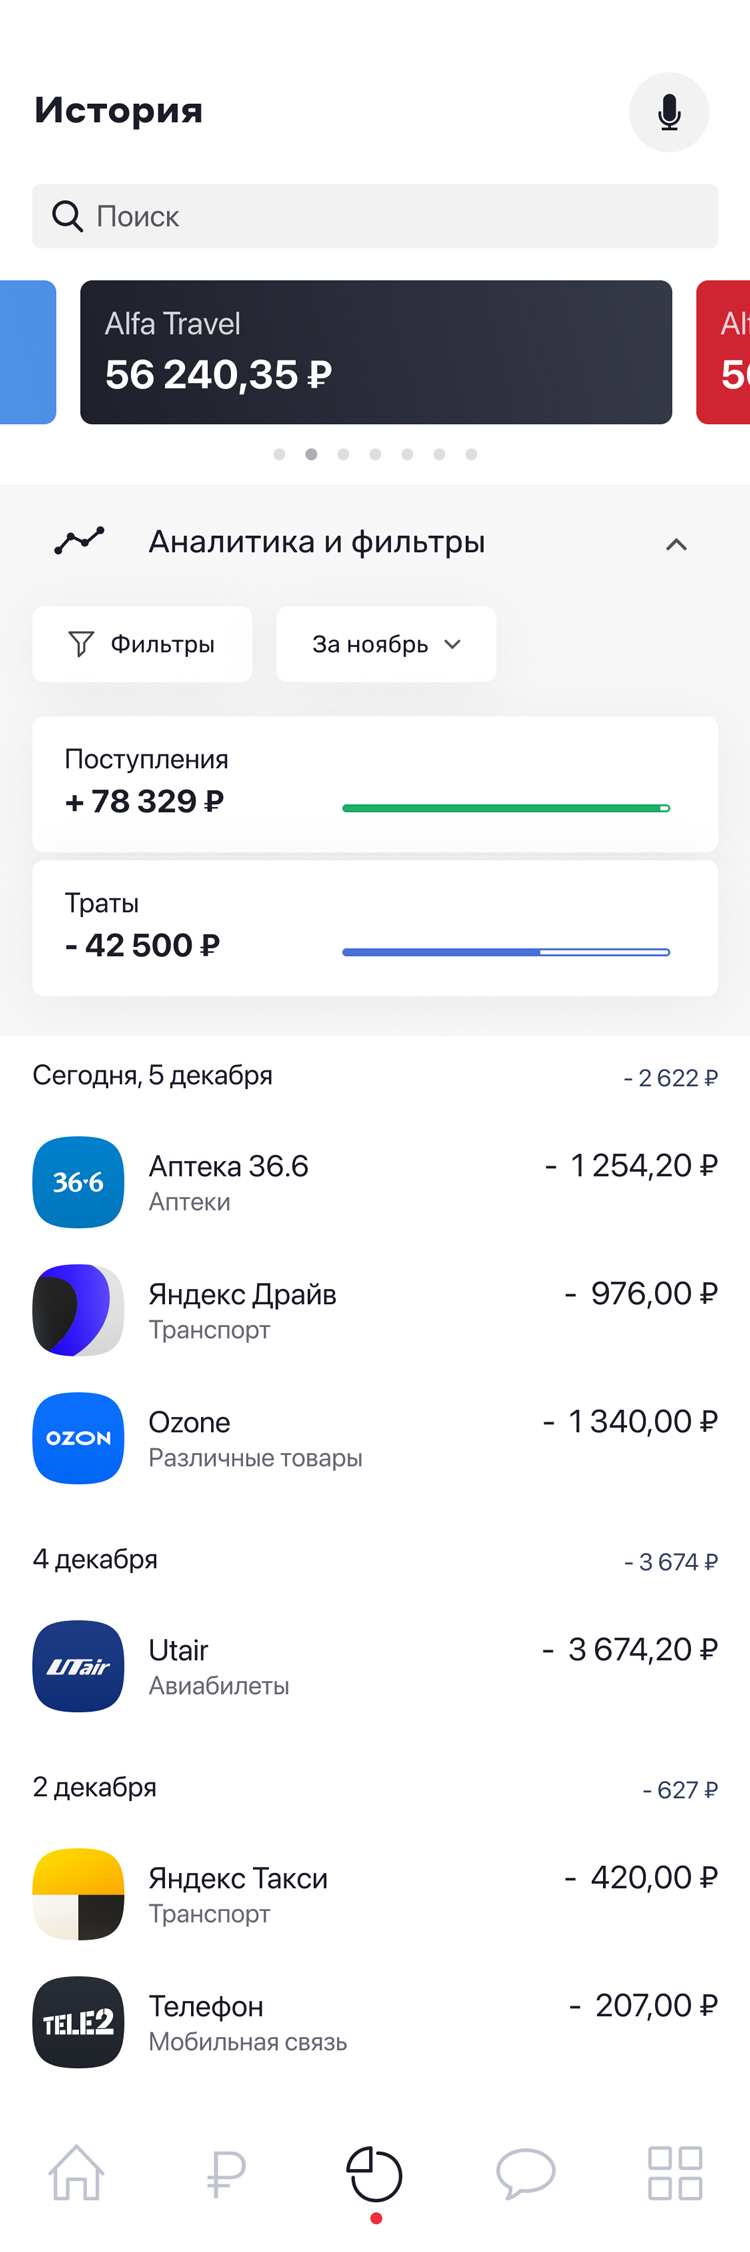 История
Поиск
Alfa Travel
56 240,35 ₽
Аналитика и фильтры
Фильтры
За ноябрь
Поступления
+ 78 329 ₽
Траты
- 42 500 ₽
Сегодня, 5 декабря
- 2 622 ₽
36·6
Аптека 36.6
- 1 254,20 ₽
Аптеки
Яндекс Драйв
- 976,00 ₽
Транспорт
OZON
Ozone
- 1 340,00 ₽
Различные товары
4 декабря
- 3 674 ₽
UTair
Utair
- 3 674,20 ₽
Авиабилеты
2 декабря
- 627 ₽
Яндекс Такси
- 420,00 ₽
Транспорт
TELE2
Телефон
- 207,00 ₽
Мобильная связь